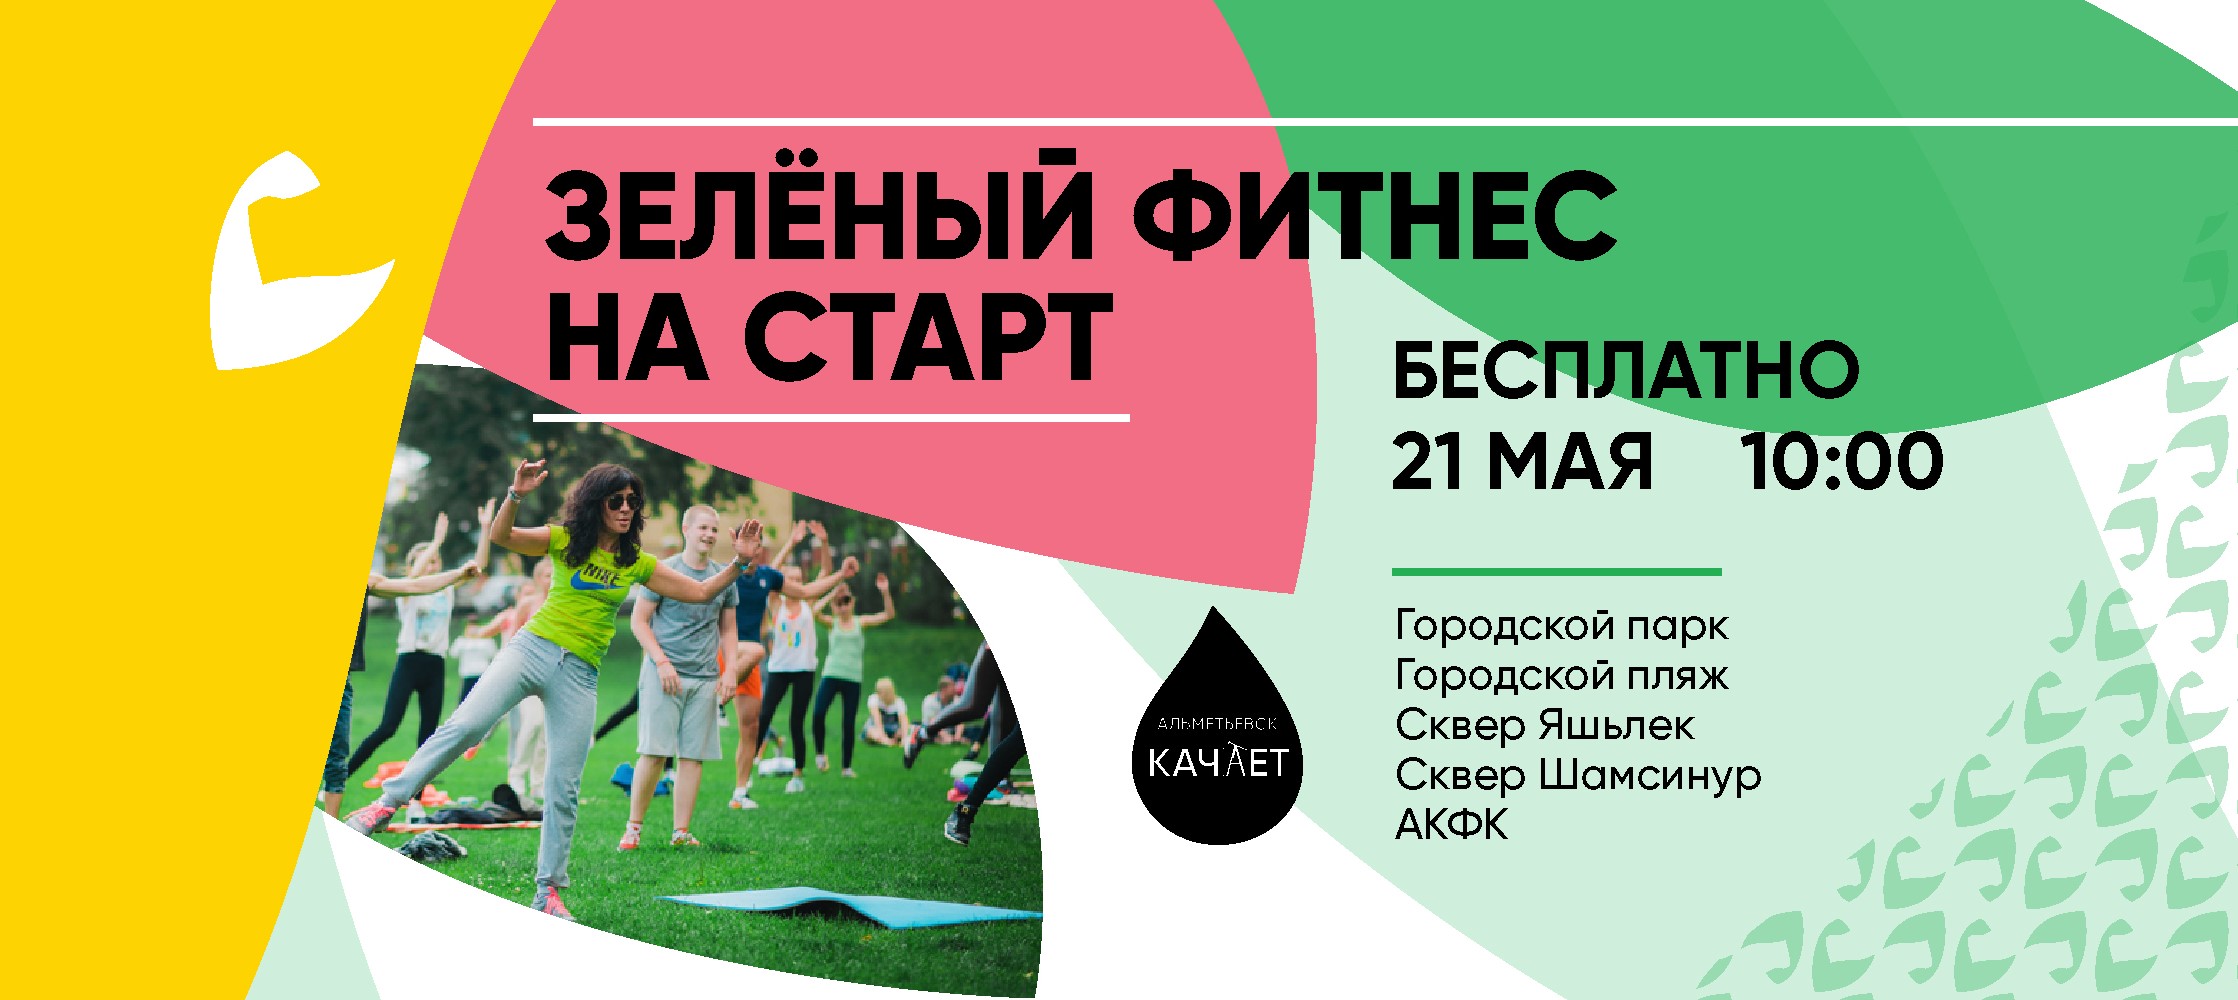 ЗЕЛЁНЫЙ ФИТНЕС
НА СТАРТ
БЕСПЛАТНО
21 МАЯ 10:00
Городской парк
Городской пляж
Сквер Яшьлек
Сквер Шамсинур
АКФК
АЛЬМЕТЬЕВСК
КАЧАЕТ
NIKE